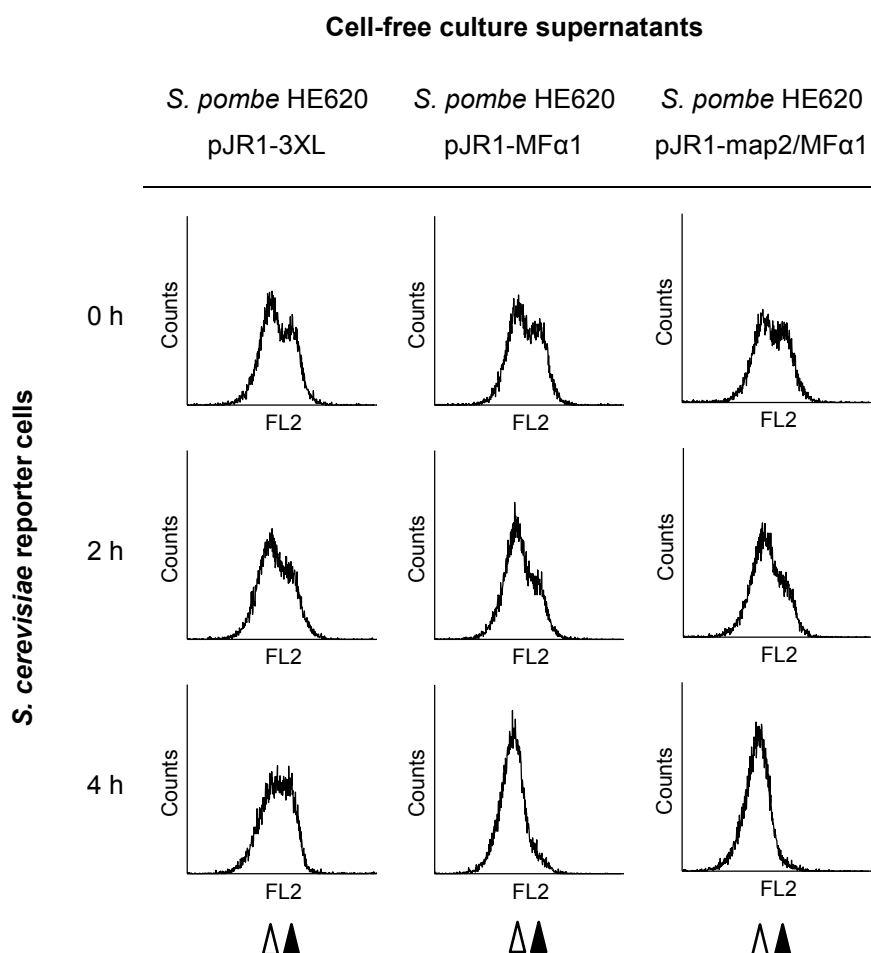 Cell-free culture supernatants
S. pombe HE620 S. pombe HE620 S. pombe HE620
pJR1-3XL pJR1-MFα1 pJR1-map2/MFα1
S. cerevisiae reporter cells
0 h
Counts Counts Counts
FL2 FL2 FL2
2 h
Counts Counts Counts
FL2 FL2 FL2
4 h
Counts Counts Counts
FL2 FL2 FL2